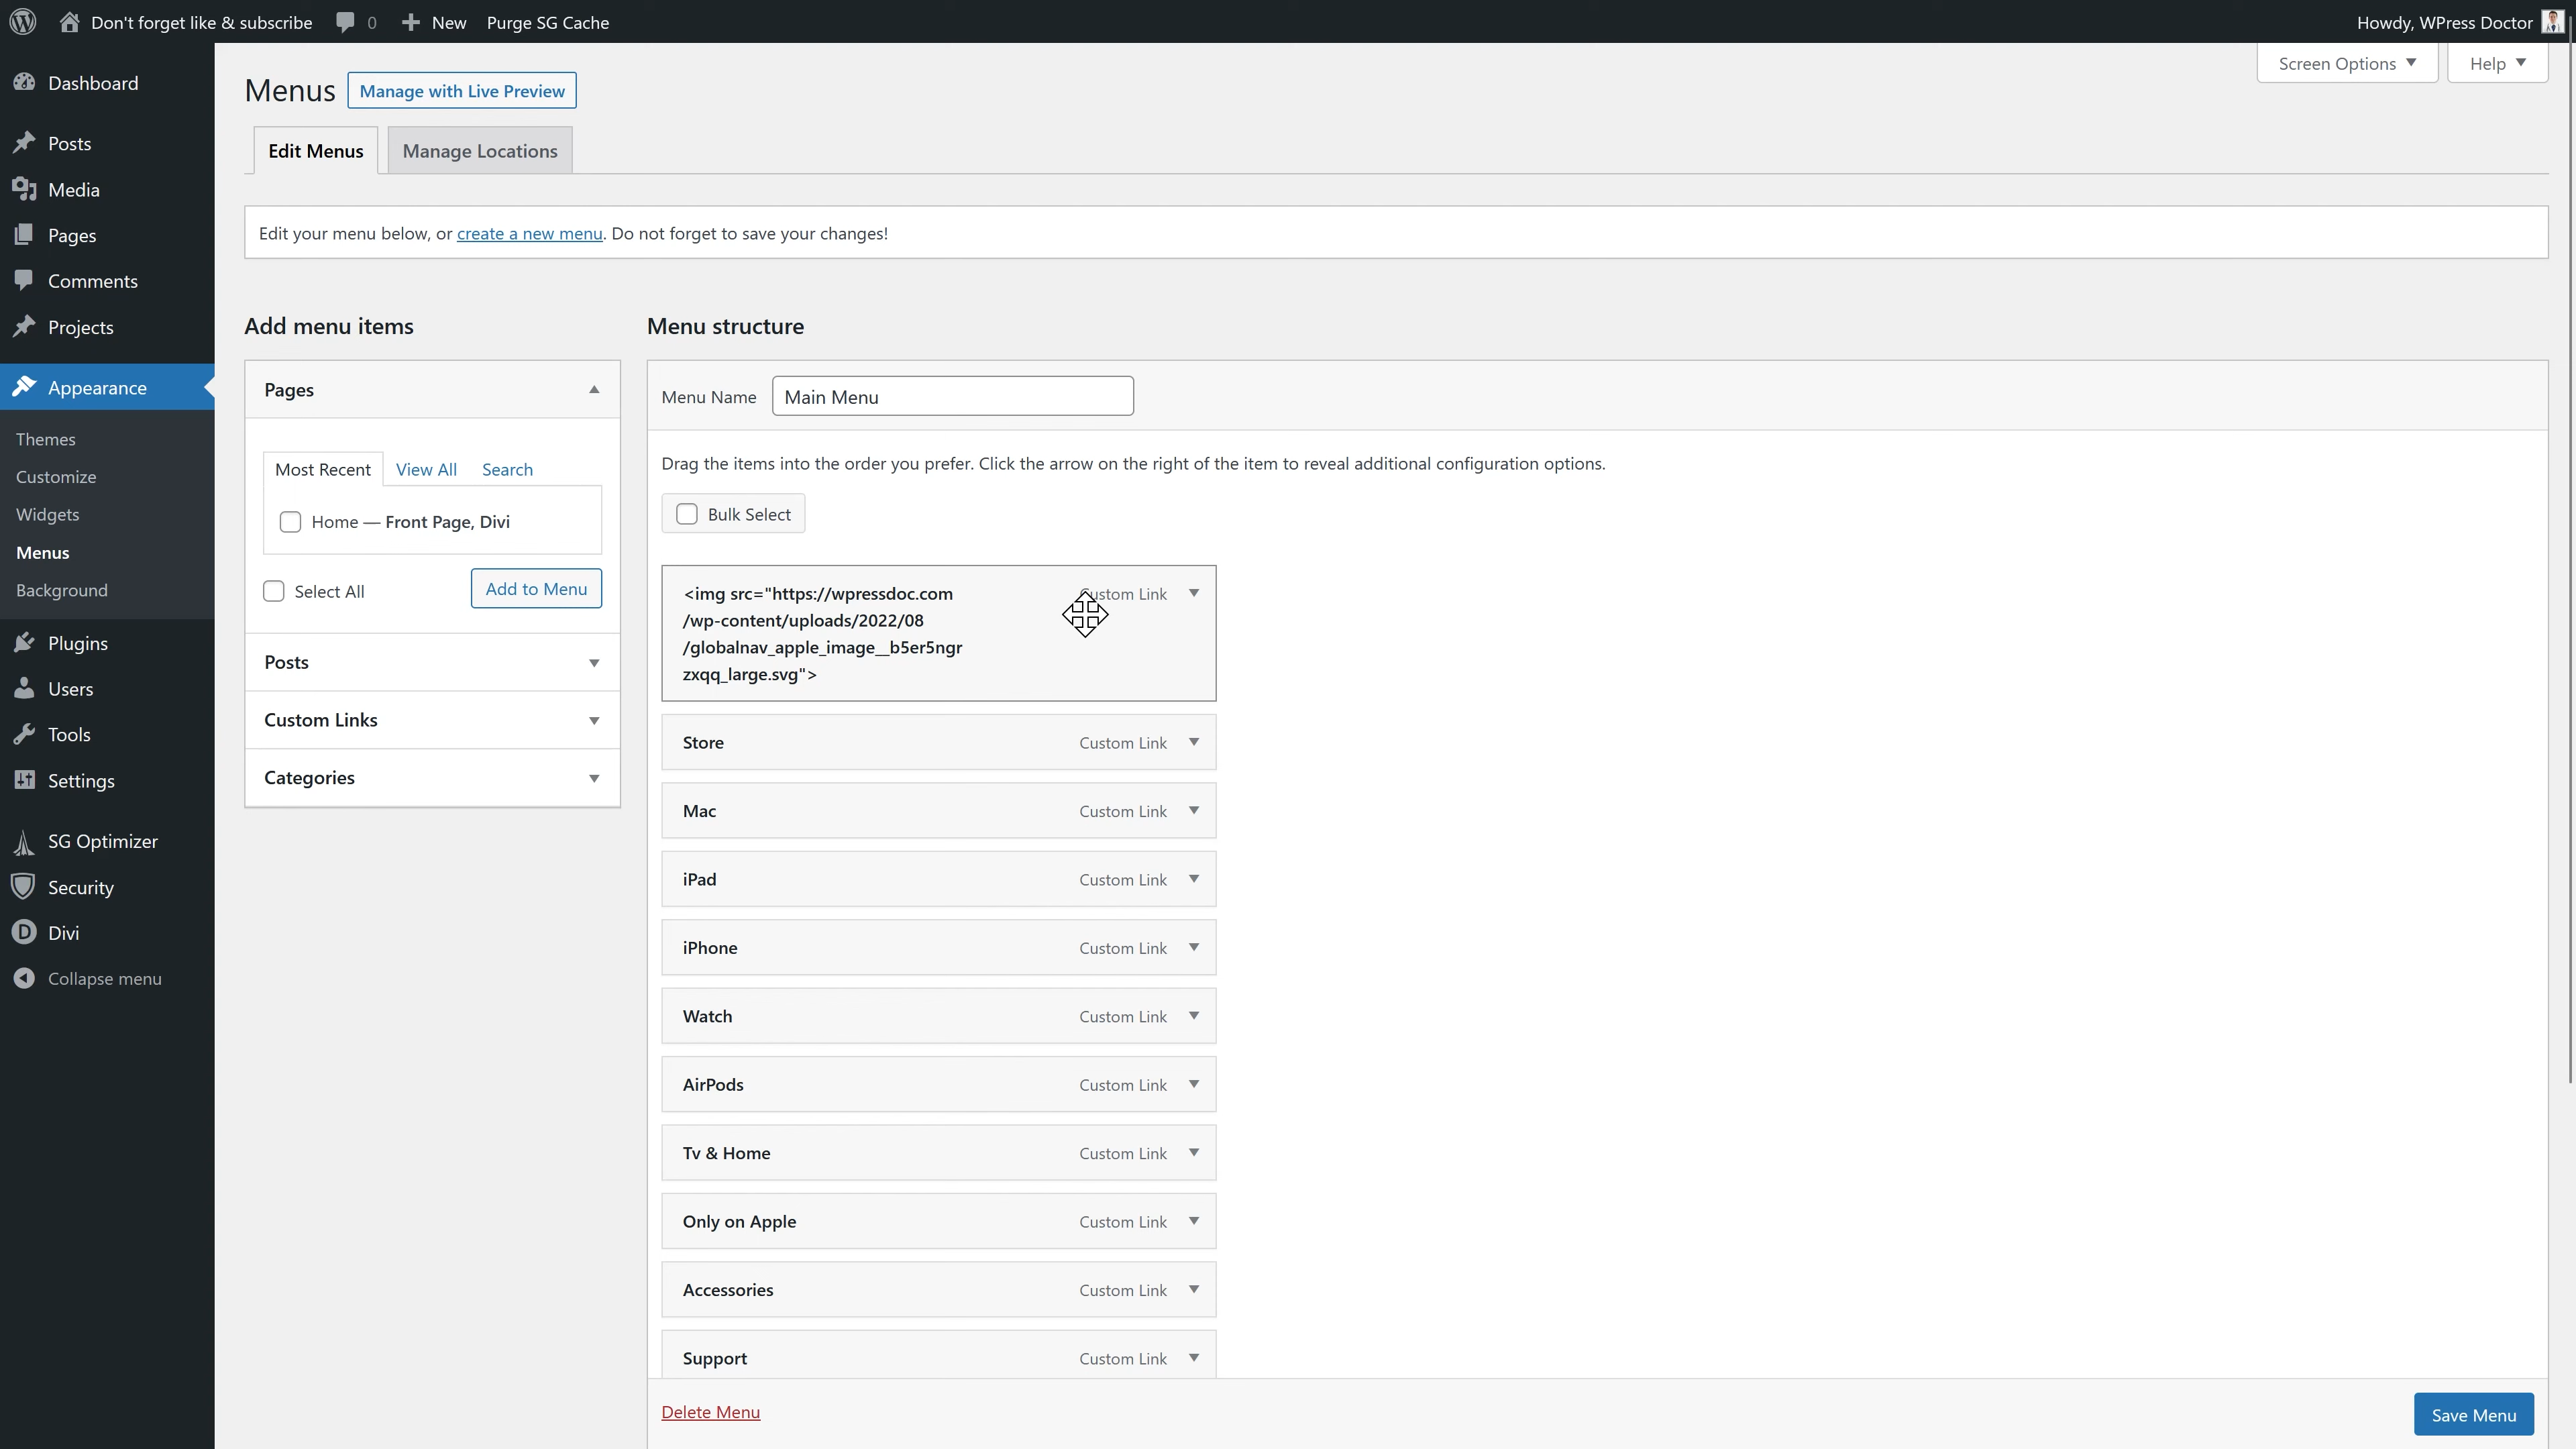 Don't forget like & subscribe 0 New Purge SG Cache Howdy, WPress Doctor
Screen Options Help
Dashboard
Posts
Media
Pages
Comments
Projects
Appearance
Themes
Customize
Widgets
Menus
Background
Plugins
Users
Tools
Settings
SG Optimizer
Security
Divi
Collapse menu
Menus Manage with Live Preview
Edit Menus Manage Locations
Edit your menu below, or create a new menu. Do not forget to save your changes!
Add menu items
Pages
Most Recent View All Search
Home — Front Page, Divi
Select All Add to Menu
Posts
Custom Links
Categories
Menu structure
Menu Name Main Menu
Drag the items into the order you prefer. Click the arrow on the right of the item to reveal additional configuration options.
Bulk Select
<img src="https://wpressdoc.com Custom Link
/wp-content/uploads/2022/08
/globalnav_apple_image__b5er5ngr
zxqq_large.svg">
Store Custom Link
Mac Custom Link
iPad Custom Link
iPhone Custom Link
Watch Custom Link
AirPods Custom Link
Tv & Home Custom Link
Only on Apple Custom Link
Accessories Custom Link
Support Custom Link
Delete Menu Save Menu